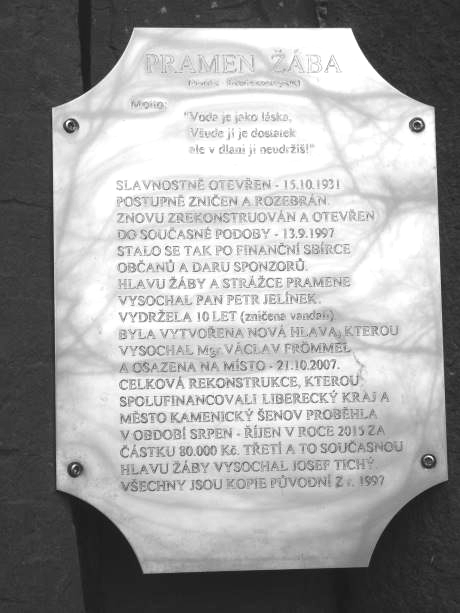 PRAMEN ŽÁBA
Motto:
"Voda je jako láska,
Všude jí je dostatek
ale v dlani ji neudržíš!"
SLAVNOSTNĚ OTEVŘEN - 15.10.1931
POSTUPNĚ ZNIČEN A ROZEBRÁN.
ZNOVU ZREKONSTRUOVÁN A OTEVŘEN
DO SOUČASNÉ PODOBY - 13.9.1997
STALO SE TAK PO FINANČNÍ SBÍRCE
OBČANŮ A DARU SPONZORŮ.
HLAVU ŽÁBY A STRÁŽCE PRAMENE
VYSOCHAL PAN PETR JELÍNEK.
VYDRŽELA 10 LET (zničena vandaly)
BYLA VYTVOŘENA NOVÁ HLAVA, KTEROU
VYSOCHAL Mgr. VÁCLAV FROMMEL
A OSAZENA NA MÍSTO - 21.10.2007.
CELKOVÁ REKONSTRUKCE, KTEROU
SPOLUFINANCOVALI LIBERECKÝ KRAJ A
MĚSTO KAMENICKÝ ŠENOV PROBĚHLA
V OBDOBÍ SRPEN - ŘÍJEN V ROCE 2015 ZA
ČÁSTKU 80.000 Kč. TŘETÍ A TO SOUČASNOU
HLAVU ŽÁBY VYSOCHAL JOSEF TICHÝ.
VŠECHNY JSOU KOPIE PŮVODNÍ Z r. 1997